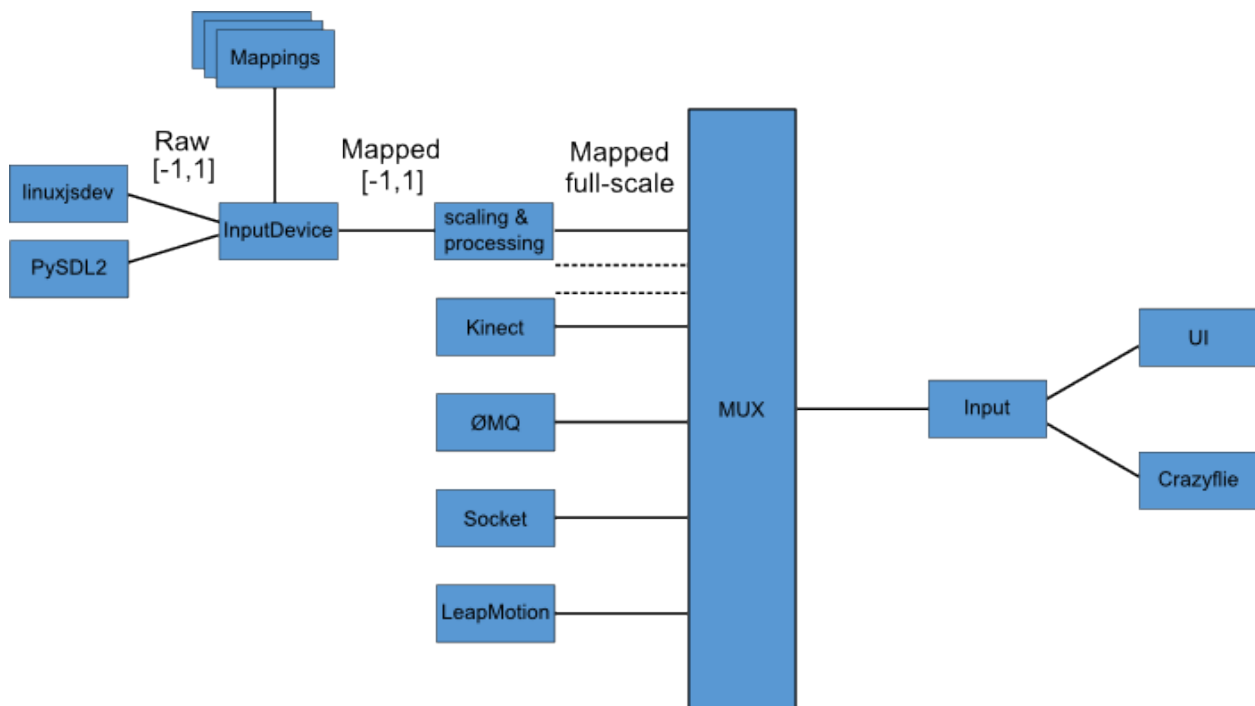 Mappings
Raw
[-1,1]
Mapped
[-1,1]
Mapped
full-scale
linuxjsdev
PySDL2
InputDevice
scaling &
processing
Kinect
ØMQ
Socket
LeapMotion
MUX
Input
UI
Crazyflie